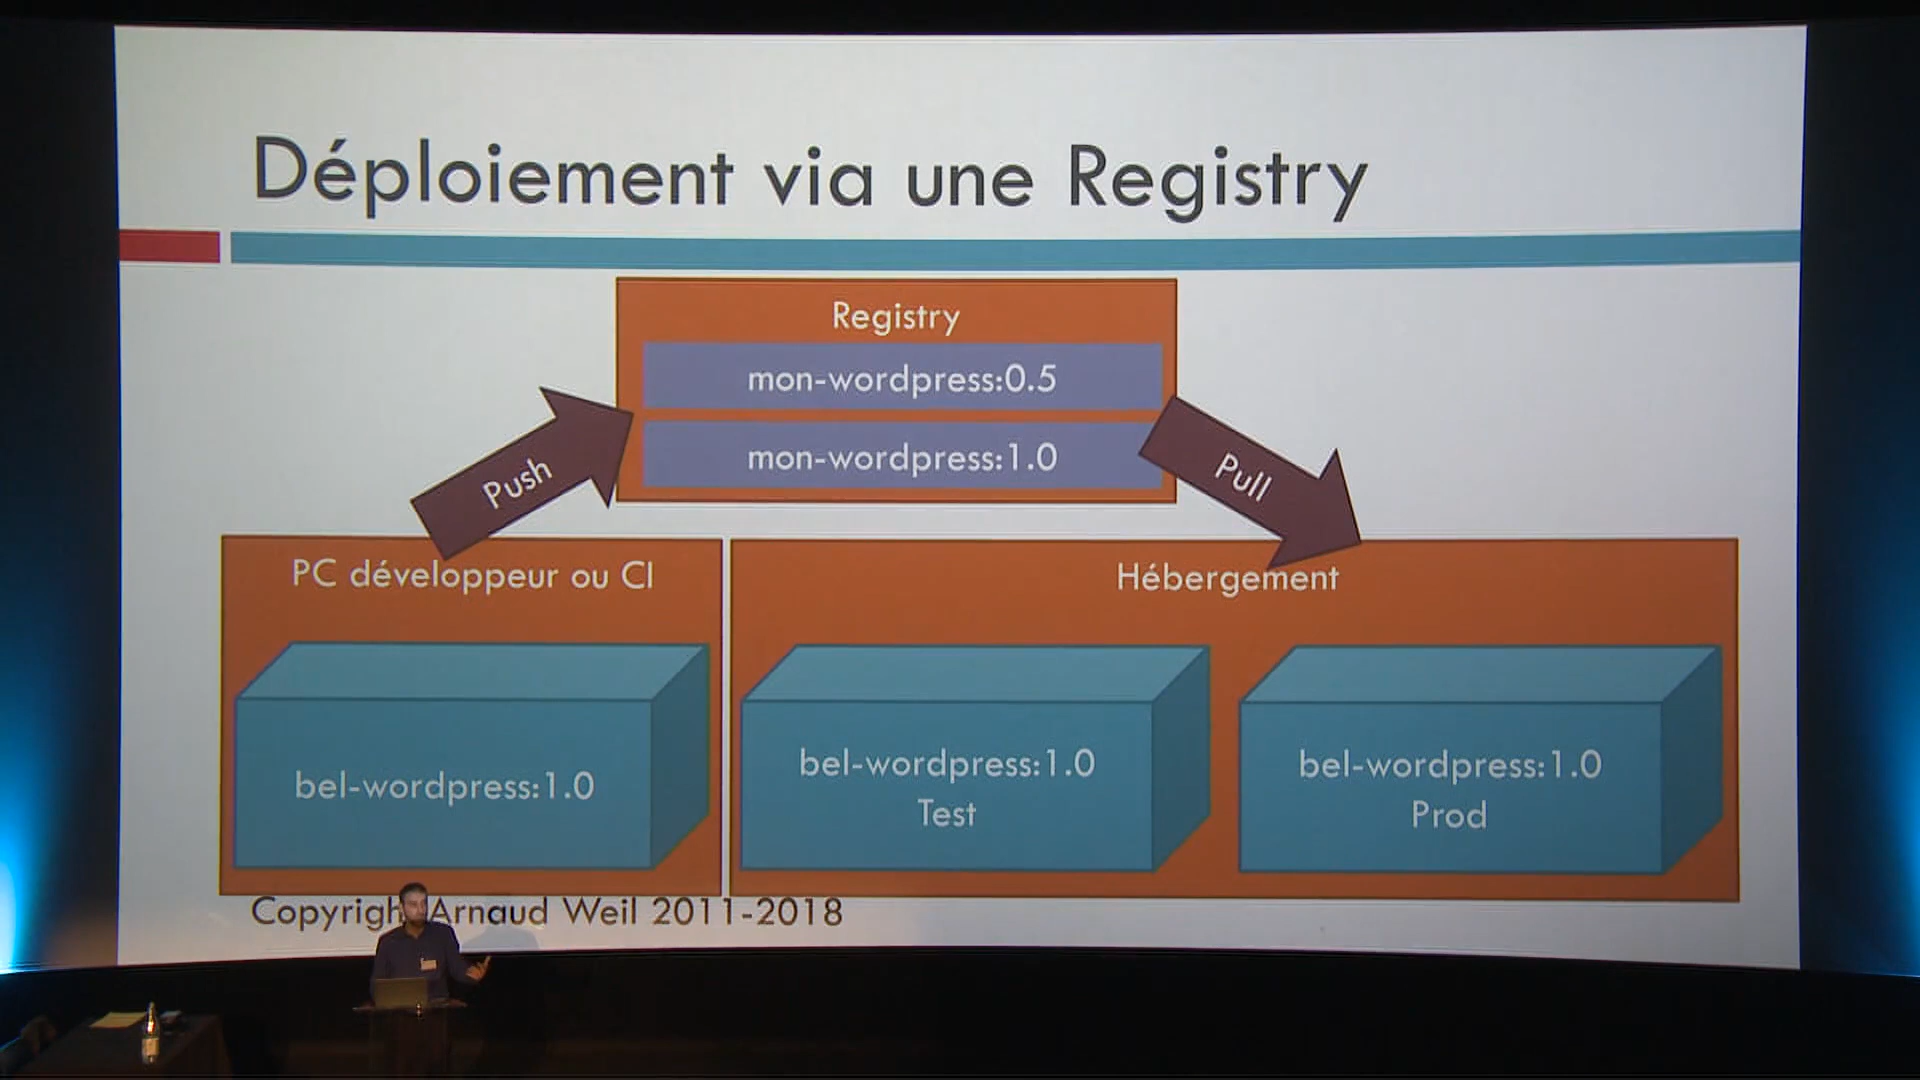 Déploiement via une Registry
Registry
mon-wordpress:0.5
mon-wordpress:1.0
Push
Pull
PC développeur ou CI
Hébergement
bel-wordpress:1.0
bel-wordpress:1.0
Test
bel-wordpress:1.0
Prod
Copyrigh Arnaud Weil 2011-2018